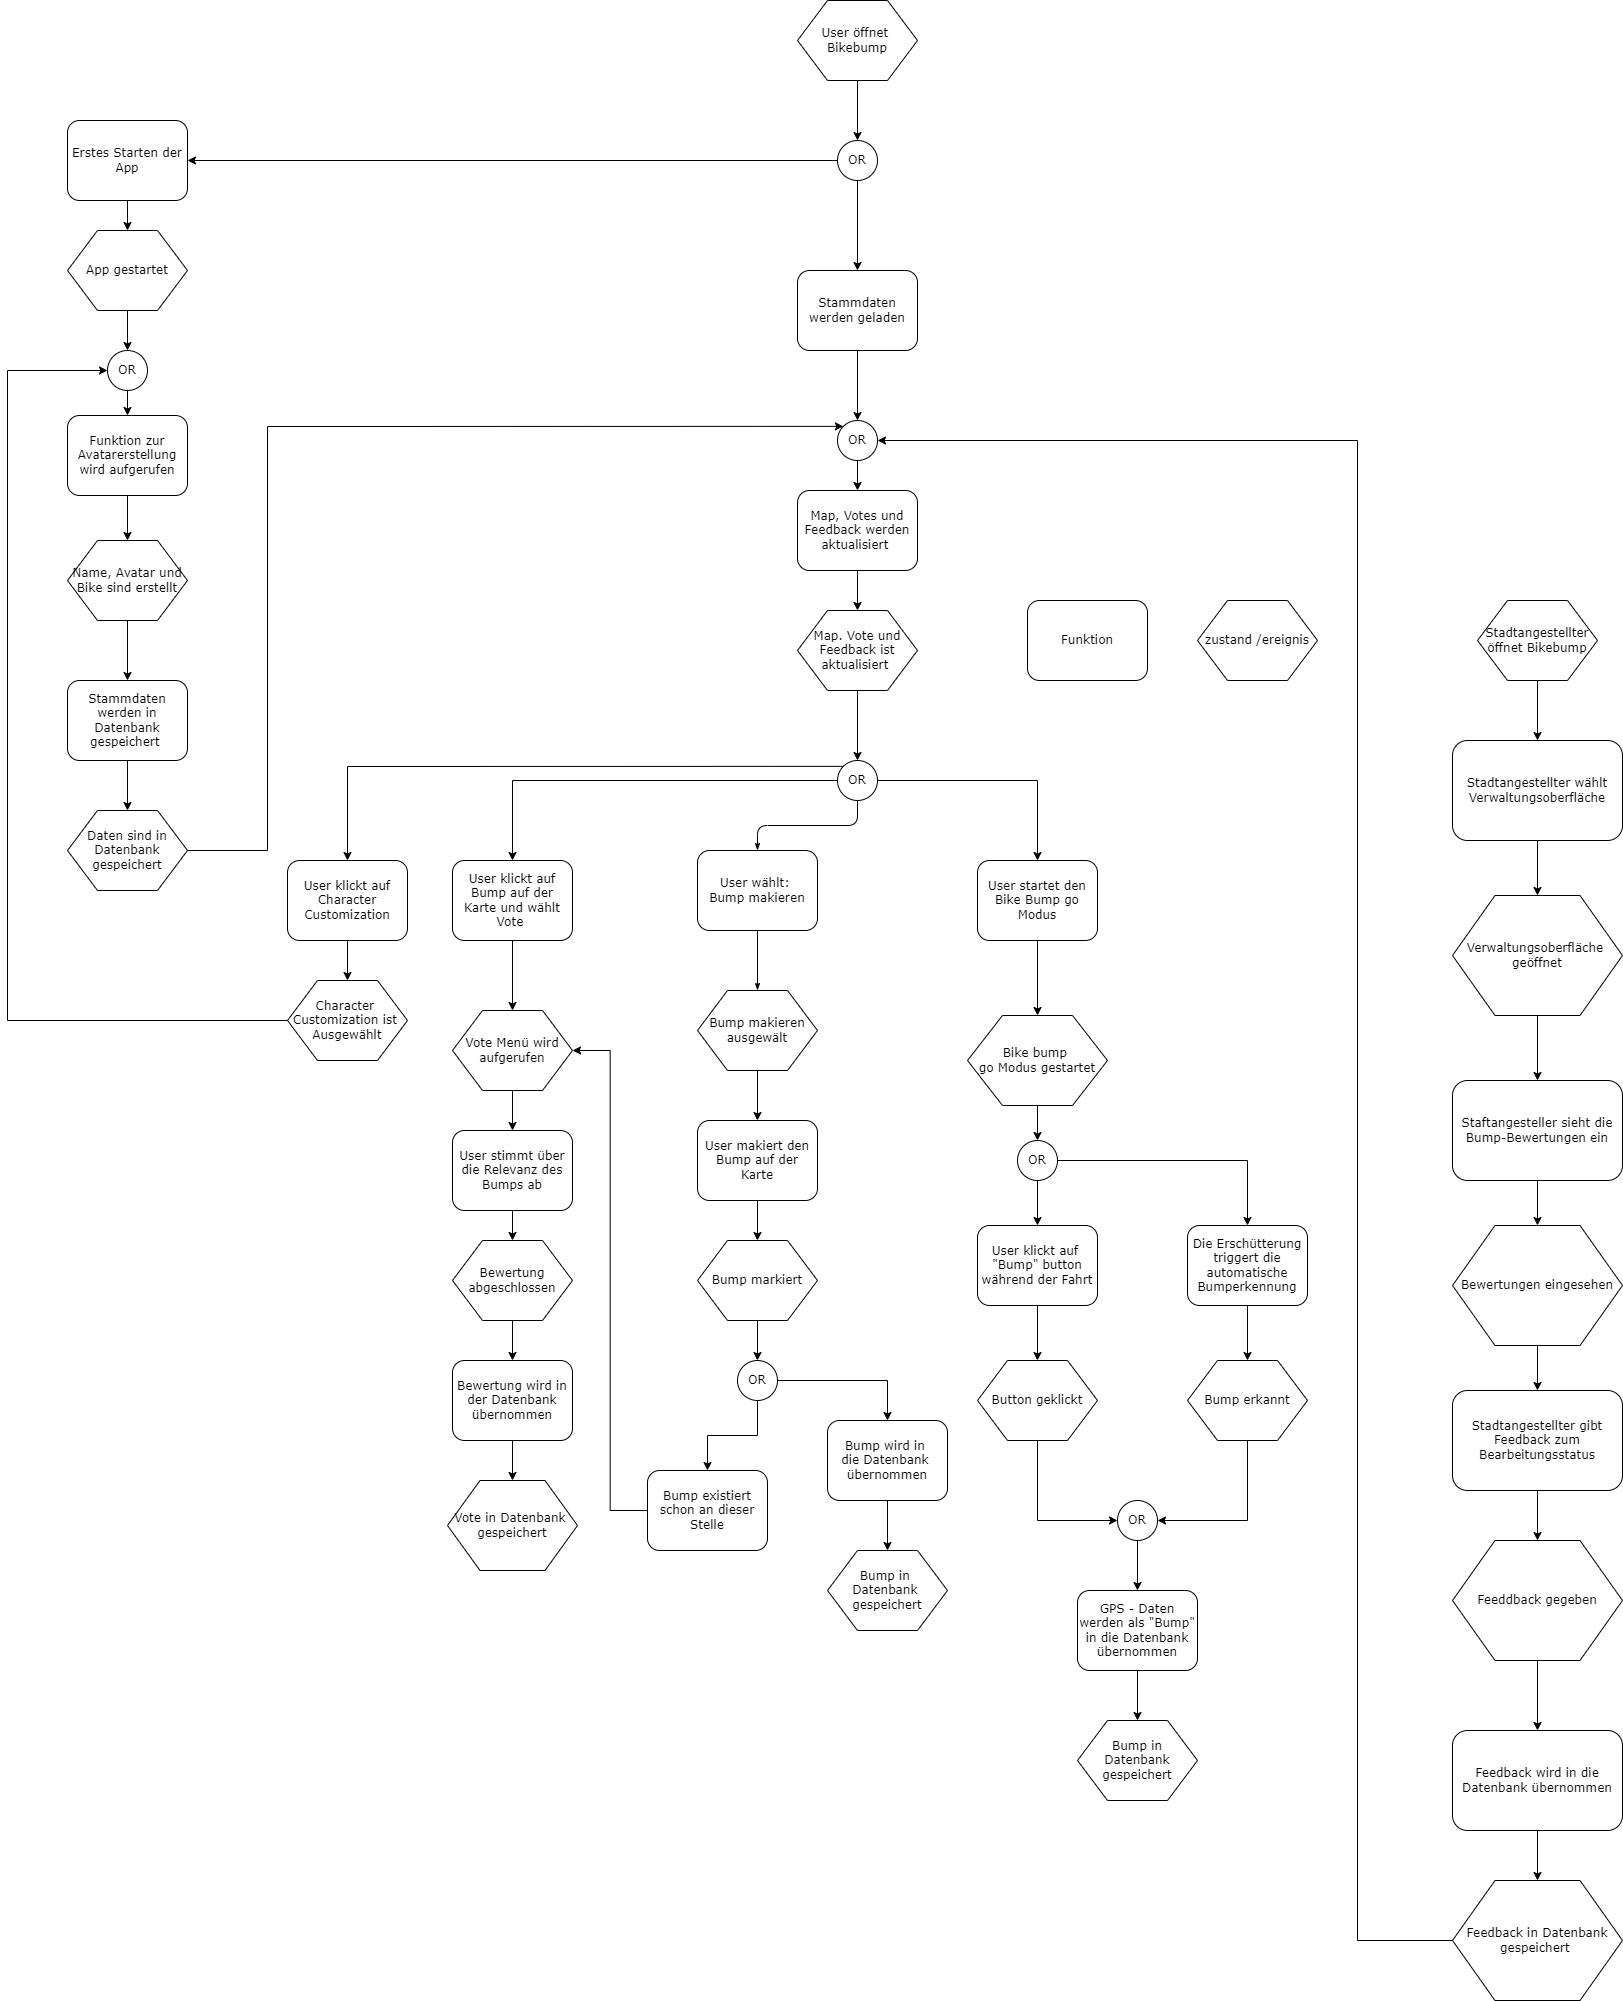 User öffnet
Bikebump
OR
Erstes Starten der
App
App gestartet
OR
Funktion zur
Avatarerstellung
wird aufgerufen
Name, Avatar und
Bike sind erstellt
Stammdaten
werden in
Datenbank
gespeichert
Daten sind in
Datenbank
gespeichert
Stammdaten
werden geladen
OR
Map, Votes und
Feedback werden
aktualisiert
Map. Vote und
Feedback ist
aktualisiert
Funktion
zustand /ereignis
OR
User klickt auf
Character
Customization
Character
Customization ist
Ausgewählt
User klickt auf
Bump auf der
Karte und wählt
Vote
Vote Menü wird
aufgerufen
User stimmt über
die Relevanz des
Bumps ab
Bewertung
abgeschlossen
Bewertung wird in
der Datenbank
übernommen
Vote in Datenbank
gespeichert
User wählt:
Bump makieren
Bump makieren
ausgewält
User makiert den
Bump auf der
Karte
Bump markiert
OR
Bump existiert
schon an dieser
Stelle
Bump wird in
die Datenbank
übernommen
Bump in
Datenbank
gespeichert
User startet den
Bike Bump go
Modus
Bike bump
go Modus gestartet
OR
User klickt auf
"Bump" button
während der Fahrt
Button geklickt
Die Erschütterung
triggert die
automatische
Bumperkennung
Bump erkannt
OR
GPS - Daten
werden als "Bump"
in die Datenbank
übernommen
Bump in
Datenbank
gespeichert
Stadtangestellter
öffnet Bikebump
Stadtangestellter wählt
Verwaltungsoberfläche
Verwaltungsoberfläche
geöffnet
Staftangesteller sieht die
Bump-Bewertungen ein
Bewertungen eingesehen
Stadtangestellter gibt
Feedback zum
Bearbeitungsstatus
Feeddback gegeben
Feedback wird in die
Datenbank übernommen
Feedback in Datenbank
gespeichert